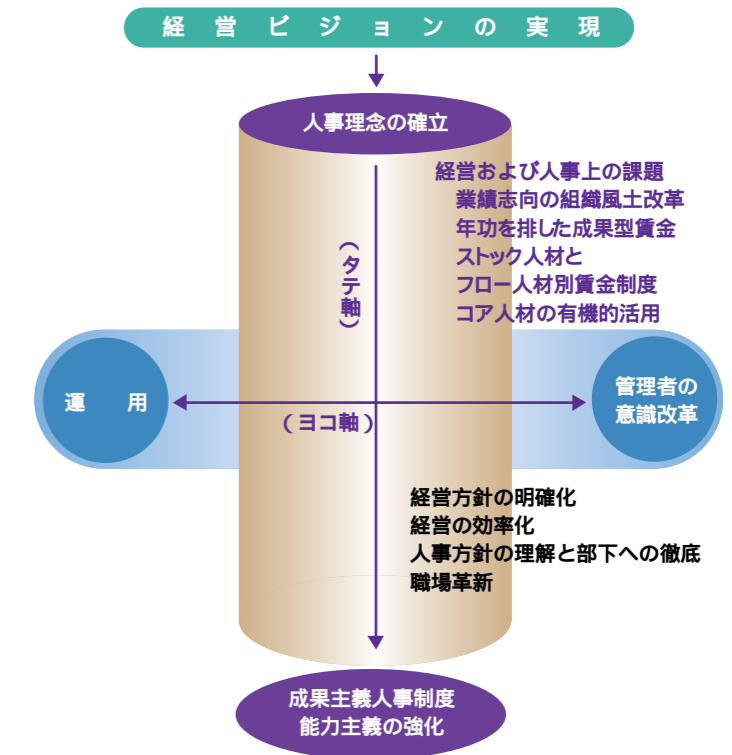 経営ビジョンの実現
人事理念の確立
経営および人事上の課題
業績志向の組織風土改革
年功を排した成果型賃金
ストック人材と
フロー人材別賃金制度
コア人材の有機的活用
（タテ軸）
運　用
管理者の
意識改革
（ヨコ軸）
経営方針の明確化
経営の効率化
人事方針の理解と部下への徹底
職場革新
成果主義人事制度
能力主義の強化